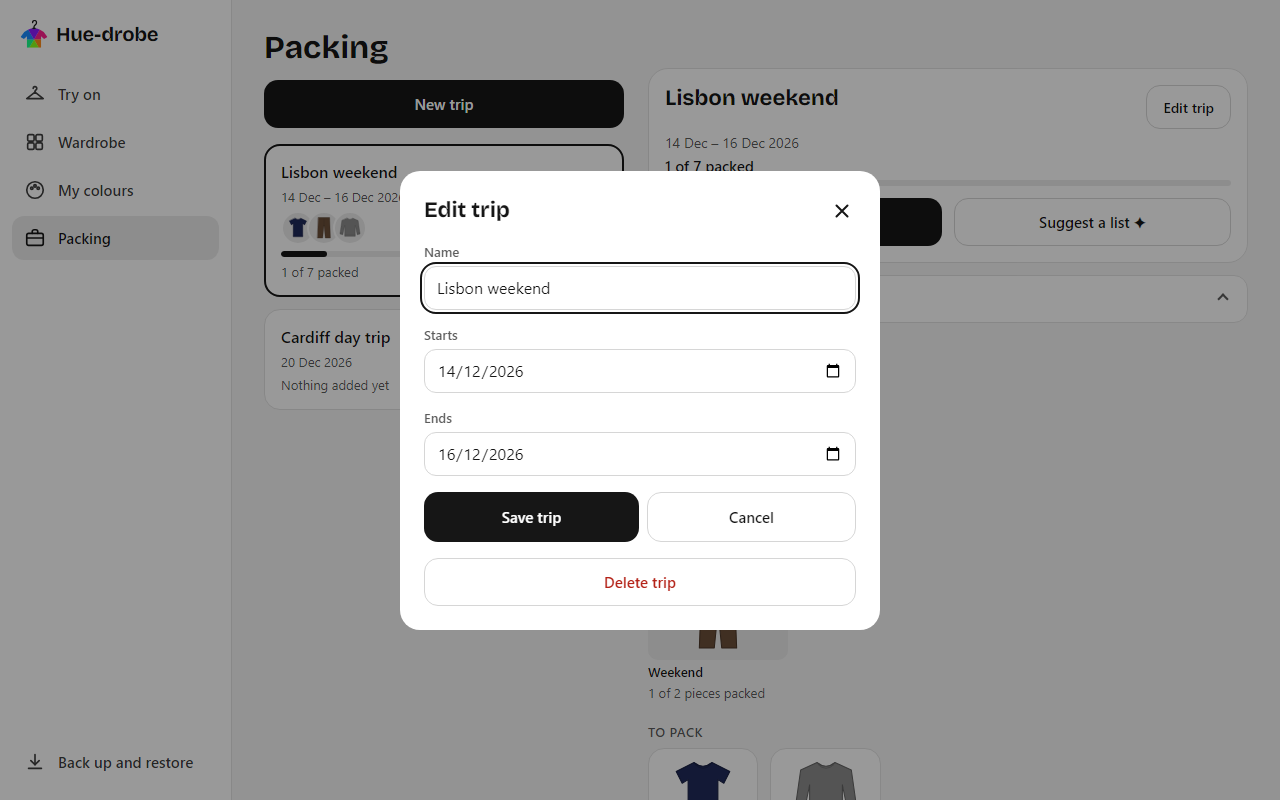 Hue-drobe
Try on
Wardrobe
My colours
Packing
Back up and restore
Packing
New trip
Lisbon weekend
14 Dec – 16 Dec 2026
1 of 7 packed
Cardiff day trip
20 Dec 2026
Nothing added yet
Lisbon weekend
Edit trip
14 Dec – 16 Dec 2026
1 of 7 packed
Suggest a list ✦
Edit trip
Name
Lisbon weekend
Starts
14/12/2026
Ends
16/12/2026
Save trip
Cancel
Delete trip
Weekend
1 of 2 pieces packed
TO PACK